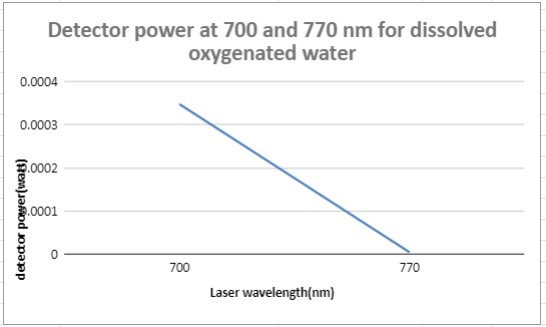 Detector power at 700 and 770 nm for dissolved
oxygenated water
0.0004
0.0003
0.0002
0.0001
0
detector power(watt)
700 770
Laser wavelength(nm)